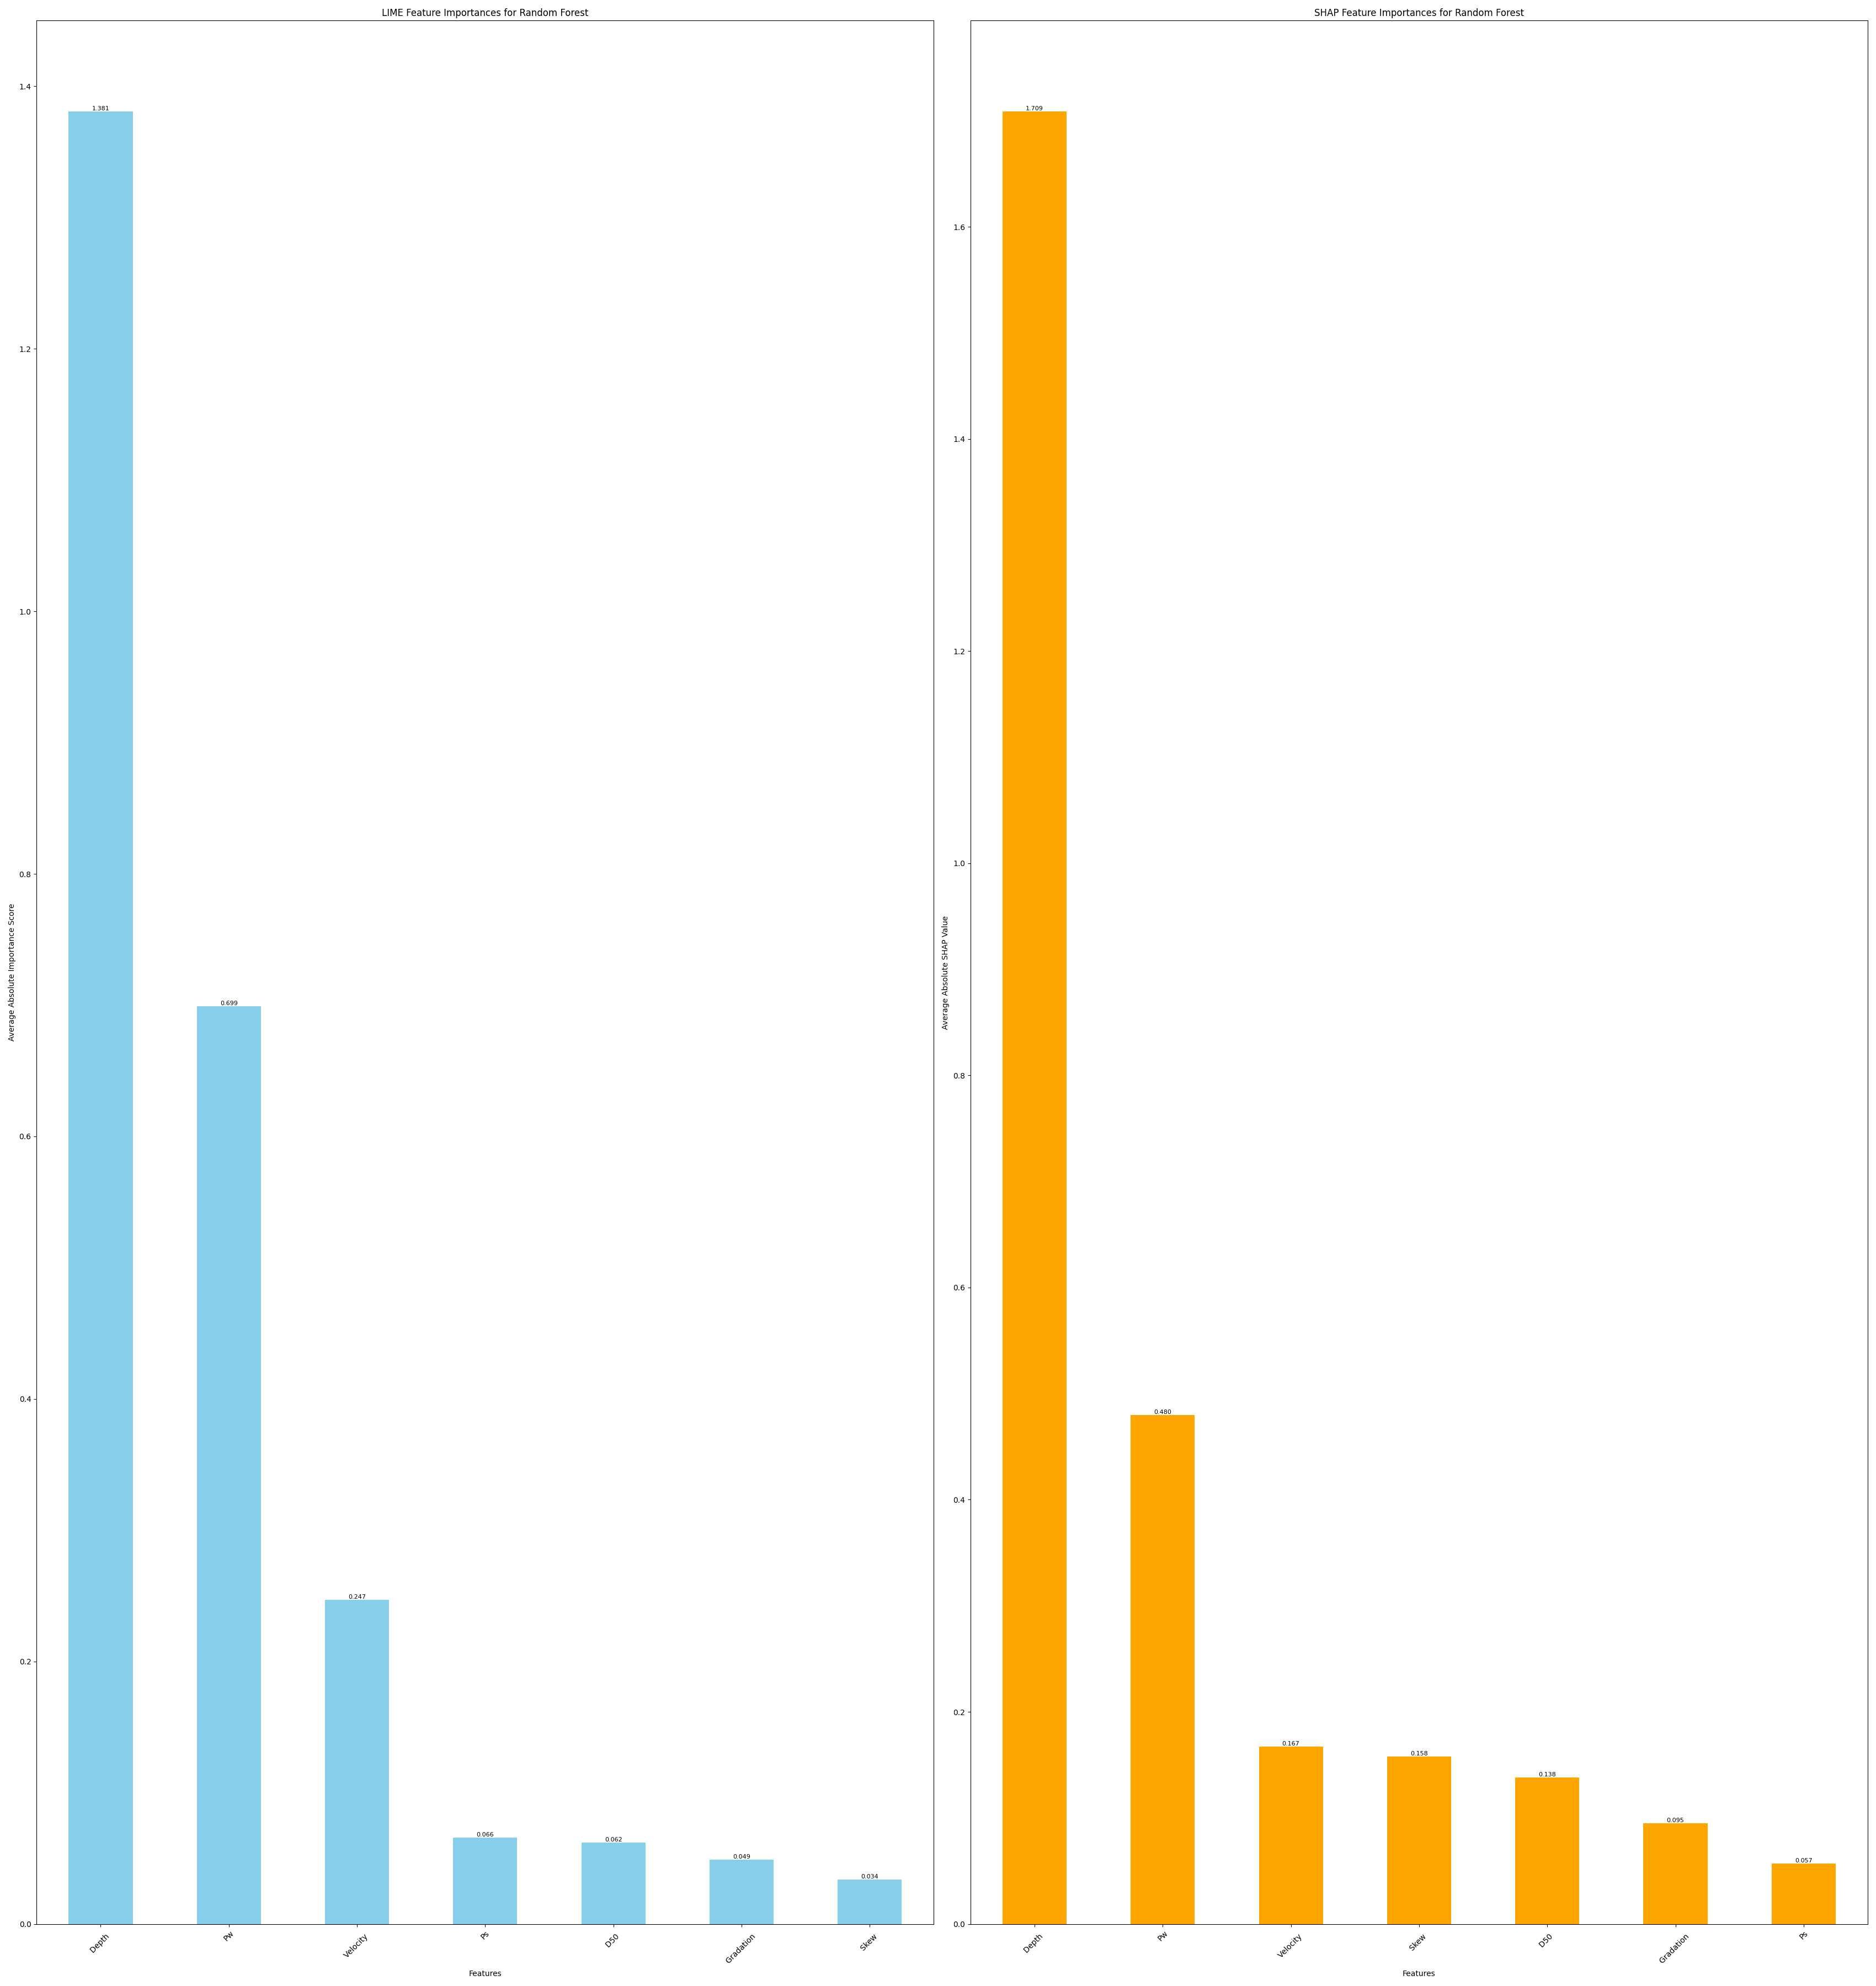 LIME Feature Importances for Random Forest
1.4
1.2
1.0
0.8
0.6
0.4
0.2
0.0
Average Absolute Importance Score
1.381
0.699
0.247
0.066
0.062
0.049
0.034
Depth
Pw
Velocity
Ps
D50
Gradation
Skew
Features
SHAP Feature Importances for Random Forest
1.6
1.4
1.2
1.0
0.8
0.6
0.4
0.2
0.0
Average Absolute SHAP Value
1.709
0.480
0.167
0.158
0.138
0.095
0.057
Depth
Pw
Velocity
Skew
D50
Gradation
Ps
Features